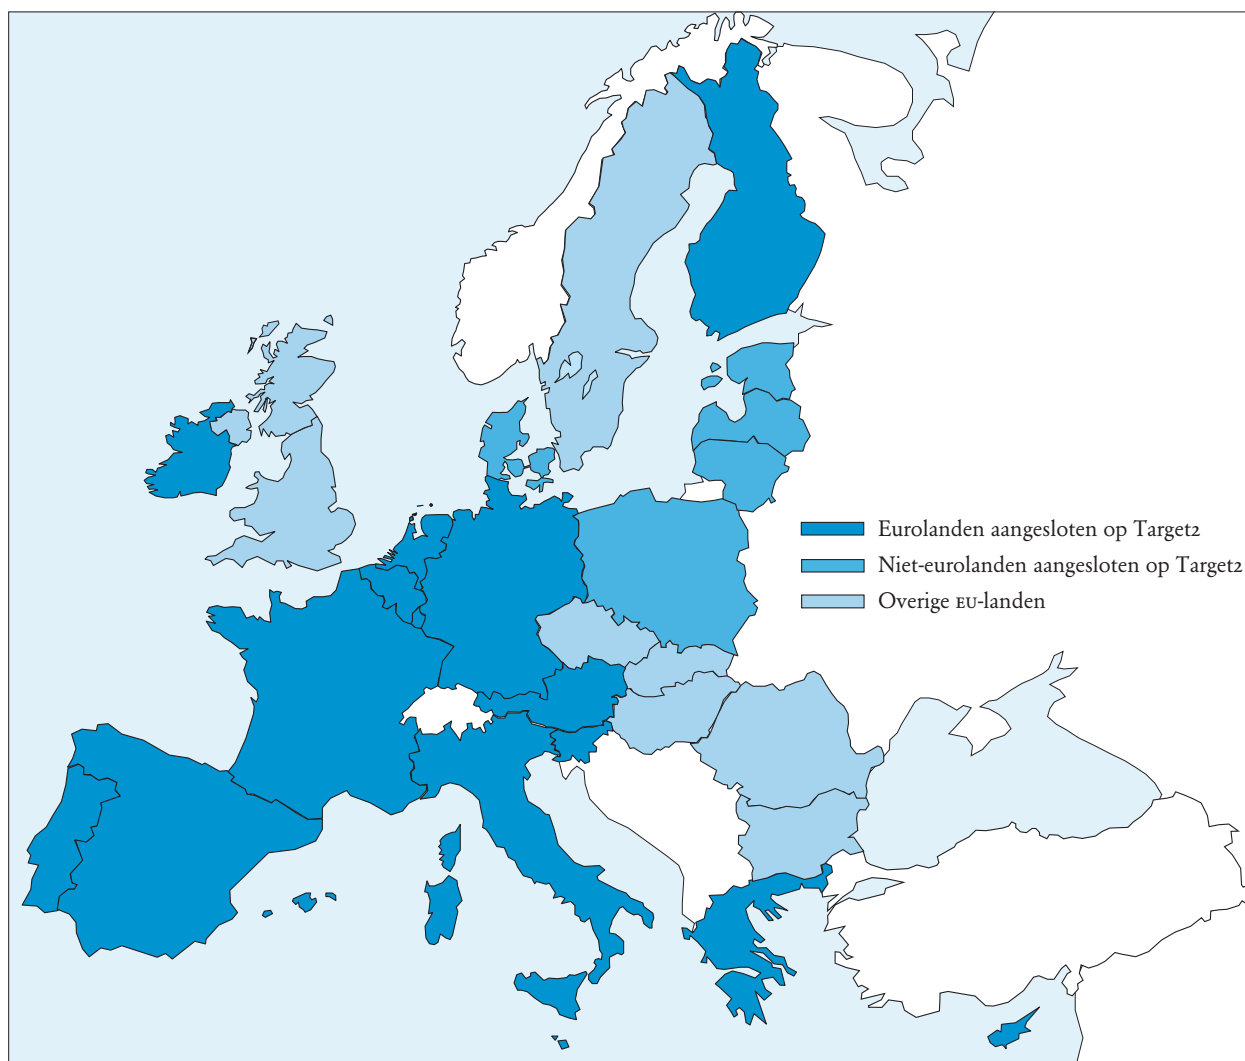 Eurolanden aangesloten op Target2
Niet-eurolanden aangesloten op Target2
Overige EU-landen